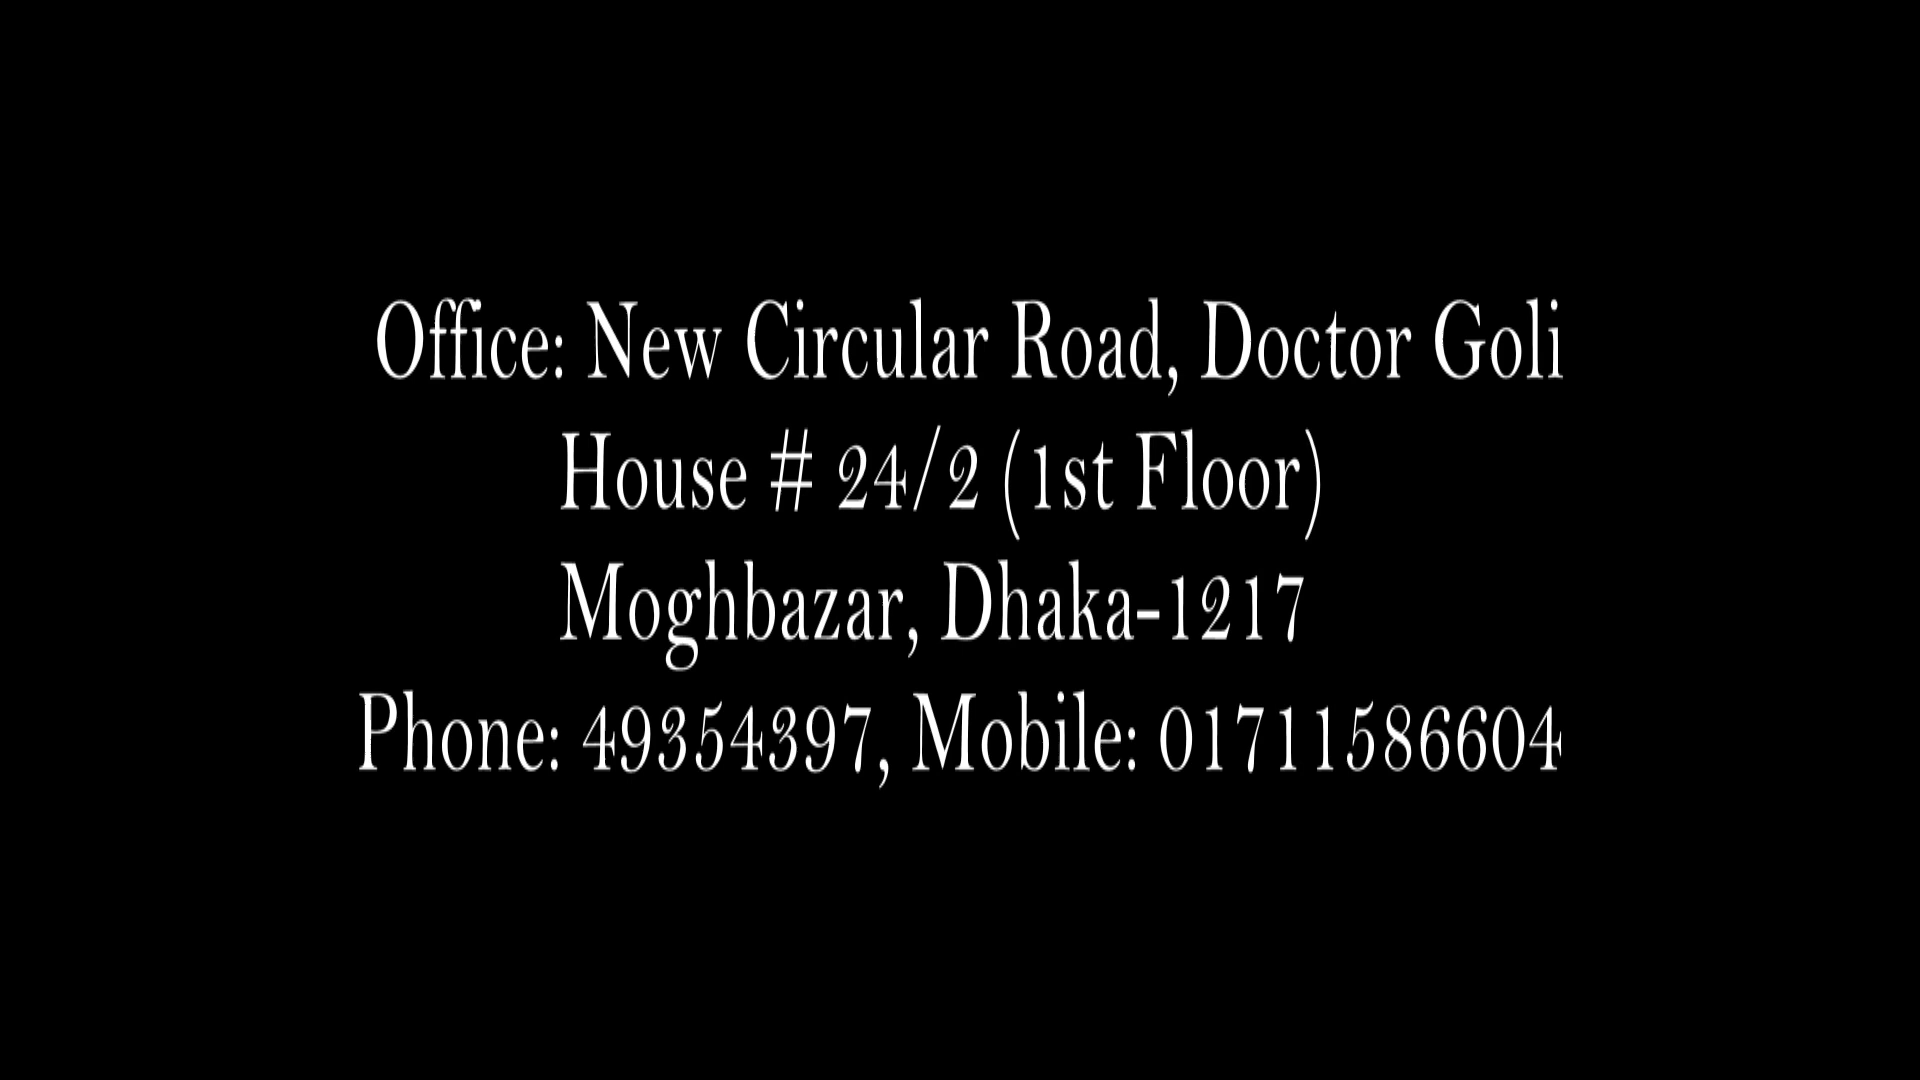 Office: New Circular Road, Doctor Goli
House # 24/2 (1st Floor)
Moghbazar, Dhaka-1217
Phone: 49354397, Mobile: 01711586604